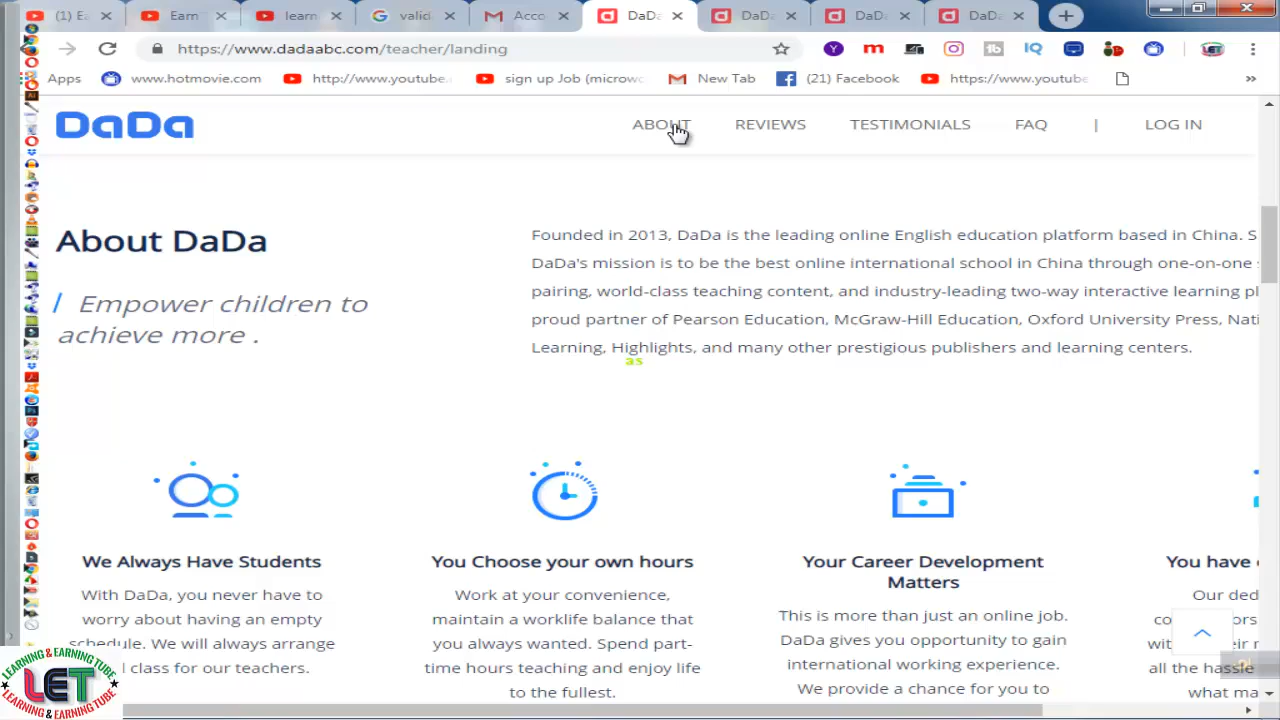 (1) Ea
Earn
learn
valid
Acco
DaDa
DaDa
DaDa
DaDa
https://www.dadaabc.com/teacher/landing
Apps
www.hotmovie.com
http://www.youtube.
sign up Job (microwo
New Tab
(21) Facebook
https://www.youtube
»
DaDa
ABOUT
REVIEWS
TESTIMONIALS
FAQ
|
LOG IN
About DaDa
/ Empower children to
achieve more .
Founded in 2013, DaDa is the leading online English education platform based in China. S
DaDa's mission is to be the best online international school in China through one-on-one
pairing, world-class teaching content, and industry-leading two-way interactive learning pl
proud partner of Pearson Education, McGraw-Hill Education, Oxford University Press, Nati
Learning, Highlights, and many other prestigious publishers and learning centers.
as
We Always Have Students
With DaDa, you never have to
worry about having an empty
schedule. We will always arrange
l class for our teachers.
You Choose your own hours
Work at your convenience,
maintain a worklife balance that
you always wanted. Spend part-
time hours teaching and enjoy life
to the fullest.
Your Career Development
Matters
This is more than just an online job.
DaDa gives you opportunity to gain
international working experience.
We provide a chance for you to
You have
Our ded
all the hassle
what ma
LEARNING & EARNING TUBE
LET
LEARNING & EARNING TUBE